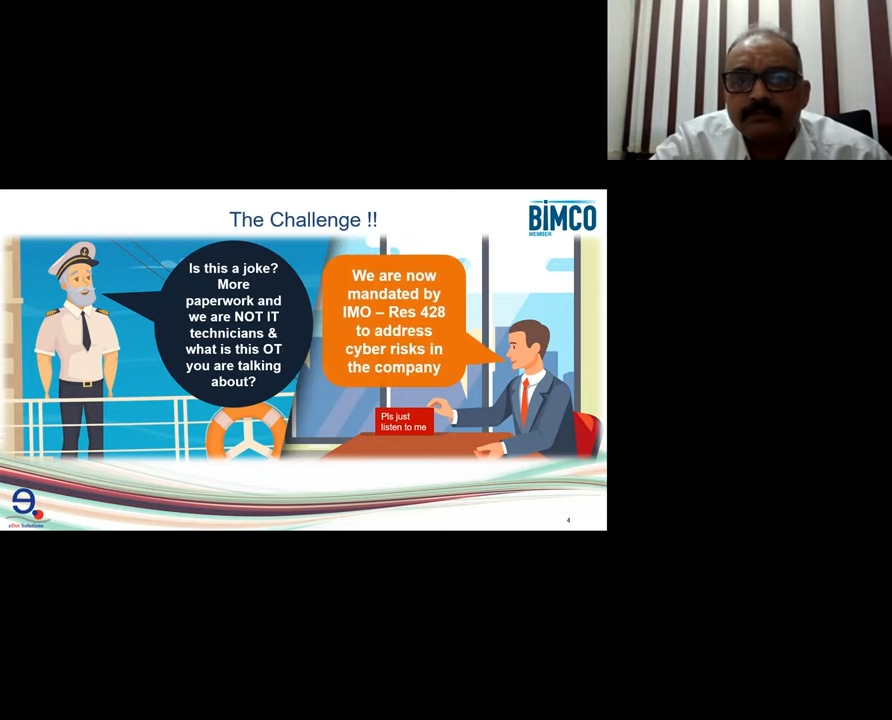 The Challenge !!
BIMCO
MEMBER
Is this a joke?
More
paperwork and
we are NOT IT
technicians &
what is this OT
you are talking
about?
We are now
mandated by
IMO – Res 428
to address
cyber risks in
the company
Pls just
listen to me
eDot Solutions
4